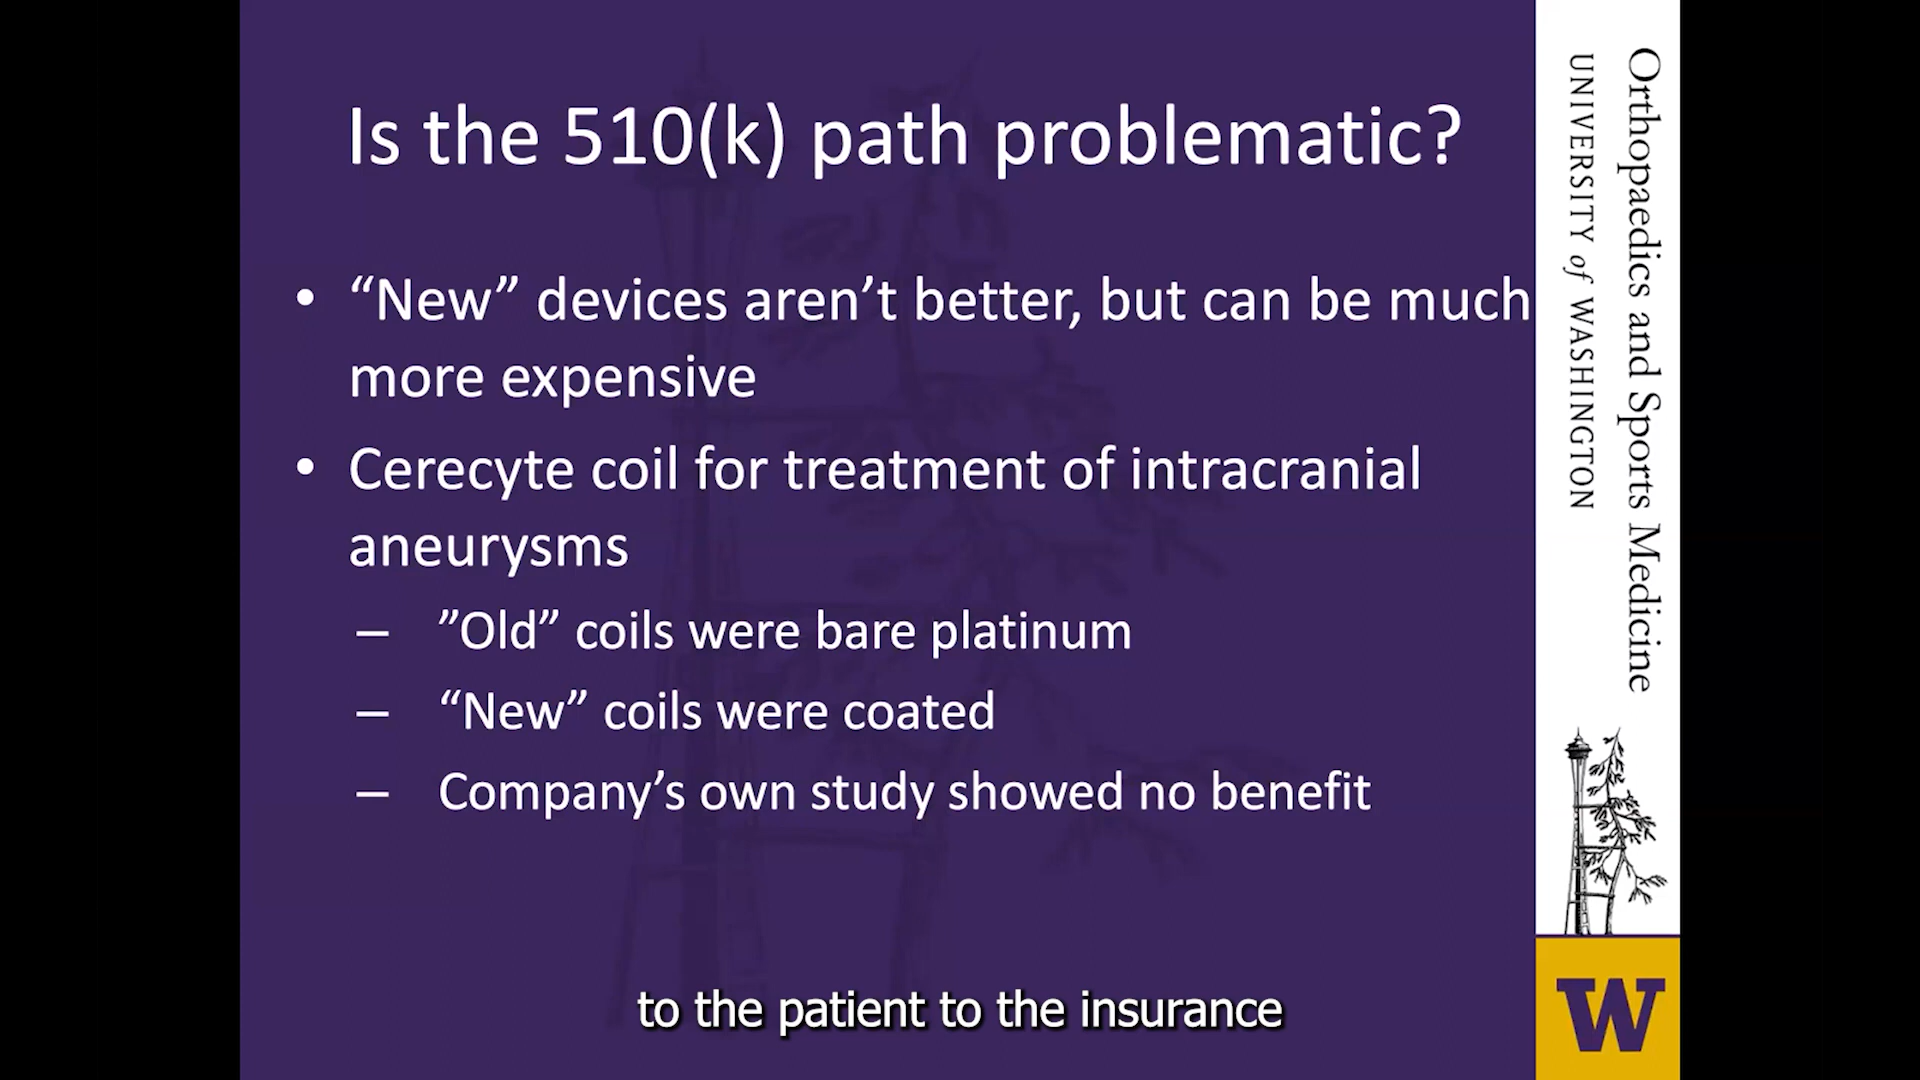 Is the 510(k) path problematic?
• “New” devices aren’t better, but can be much
more expensive
• Cerecyte coil for treatment of intracranial
aneurysms
– ”Old” coils were bare platinum
– “New” coils were coated
– Company’s own study showed no benefit
to the patient to the insurance
Orthopaedics and Sports Medicine
UNIVERSITY of WASHINGTON
W